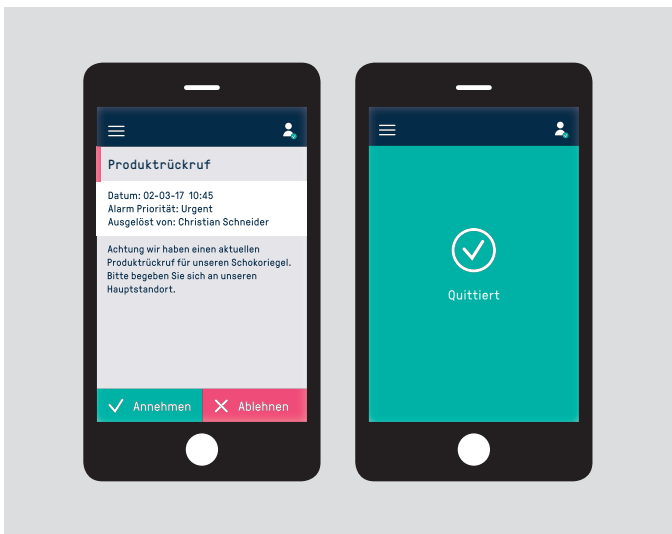 Produktrückruf
Datum: 02-03-17 10:45
Alarm Priorität: Urgent
Ausgelöst von: Christian Schneider
Achtung wir haben einen aktuellen
Produktrückruf für unseren Schokoriegel.
Bitte begeben Sie sich an unseren
Hauptstandort.
Annehmen
Ablehnen
Quittiert